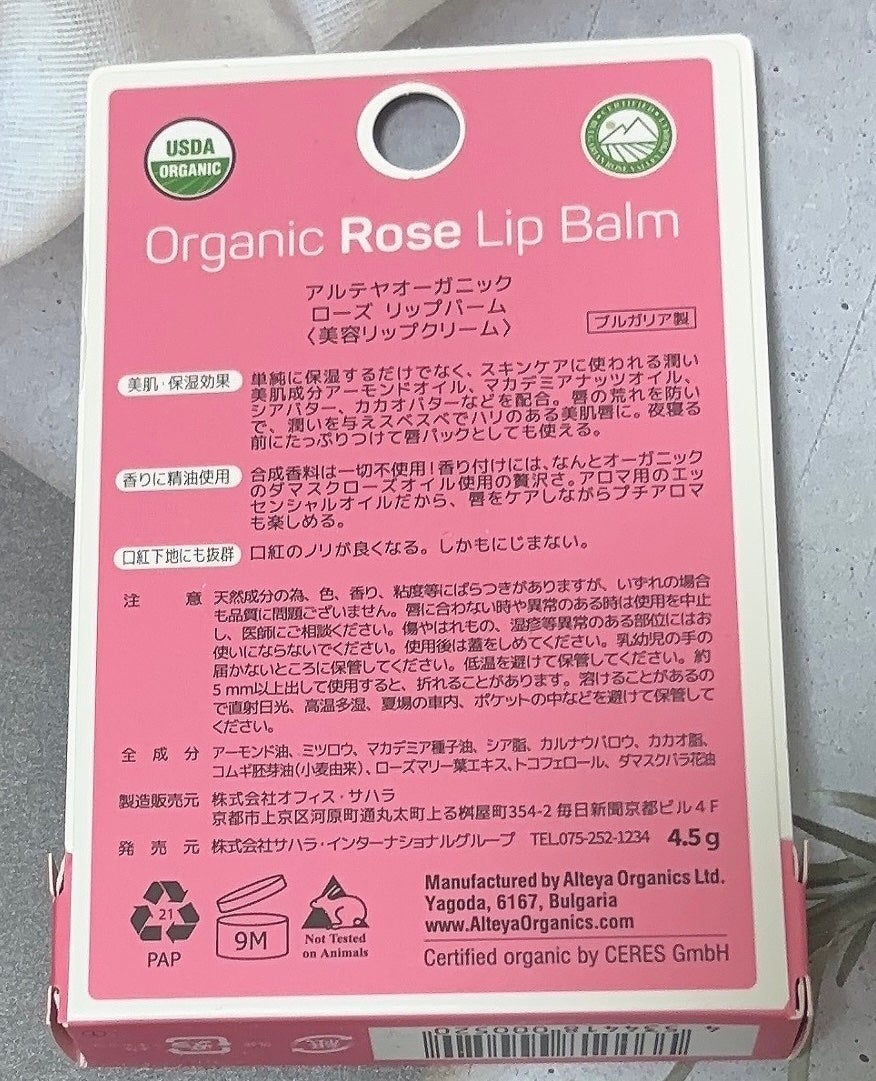 USDA
ORGANIC
CERTIFIED
Organic Rose Lip Balm
アルテヤオーガニック
ローズ リップバーム
〈美容リップクリーム〉
ブルガリア製
美肌・保湿効果
単純に保湿するだけでなく、スキンケアに使われる潤い
美肌成分アーモンドオイル、マカデミアナッツオイル、
シアバター、カカオバターなどを配合。唇の荒れを防い
で、潤いを与えスベスベでハリのある美肌唇に。夜寝る
前にたっぷりつけて唇パックとしても使える。
香りに精油使用
合成香料は一切不使用！香り付けには、なんとオーガニック
のダマスクローズオイル使用の贅沢さ。アロマ用のエッ
センシャルオイルだから、唇をケアしながらプチアロマ
も楽しめる。
口紅下地にも抜群 口紅のノリが良くなる。しかもにじまない。
注意 天然成分の為、色、香り、粘度等にばらつきがありますが、いずれの場合
も品質に問題ございません。唇に合わない時や異常のある時は使用を中止
し、医師にご相談ください。傷やはれもの、湿疹等異常のある部位にはお
使いにならないでください。使用後は蓋をしめてください。乳幼児の手の
届かないところに保管してください。低温を避けて保管してください。約
5mm以上出して使用すると、折れることがあります。溶けることがあるの
で直射日光、高温多湿、夏場の車内、ポケットの中などを避けて保管して
ください。
全成分 アーモンド油、ミツロウ、マカデミア種子油、シア脂、カルナウバロウ、カカオ脂、
コムギ胚芽油（小麦由来）、ローズマリー葉エキス、トコフェロール、ダマスクバラ花油
製造販売元 株式会社オフィス・サハラ
京都市上京区河原町通丸太町上る桝屋町354-2 毎日新聞京都ビル4F
発売元 株式会社サハラ・インターナショナルグループ TEL.075-252-1234 4.5g
21
PAP
9M
Not Tested
on Animals
Manufactured by Alteya Organics Ltd.
Yagoda, 6167, Bulgaria
www.AlteyaOrganics.com
Certified organic by CERES GmbH
4 534418 000520